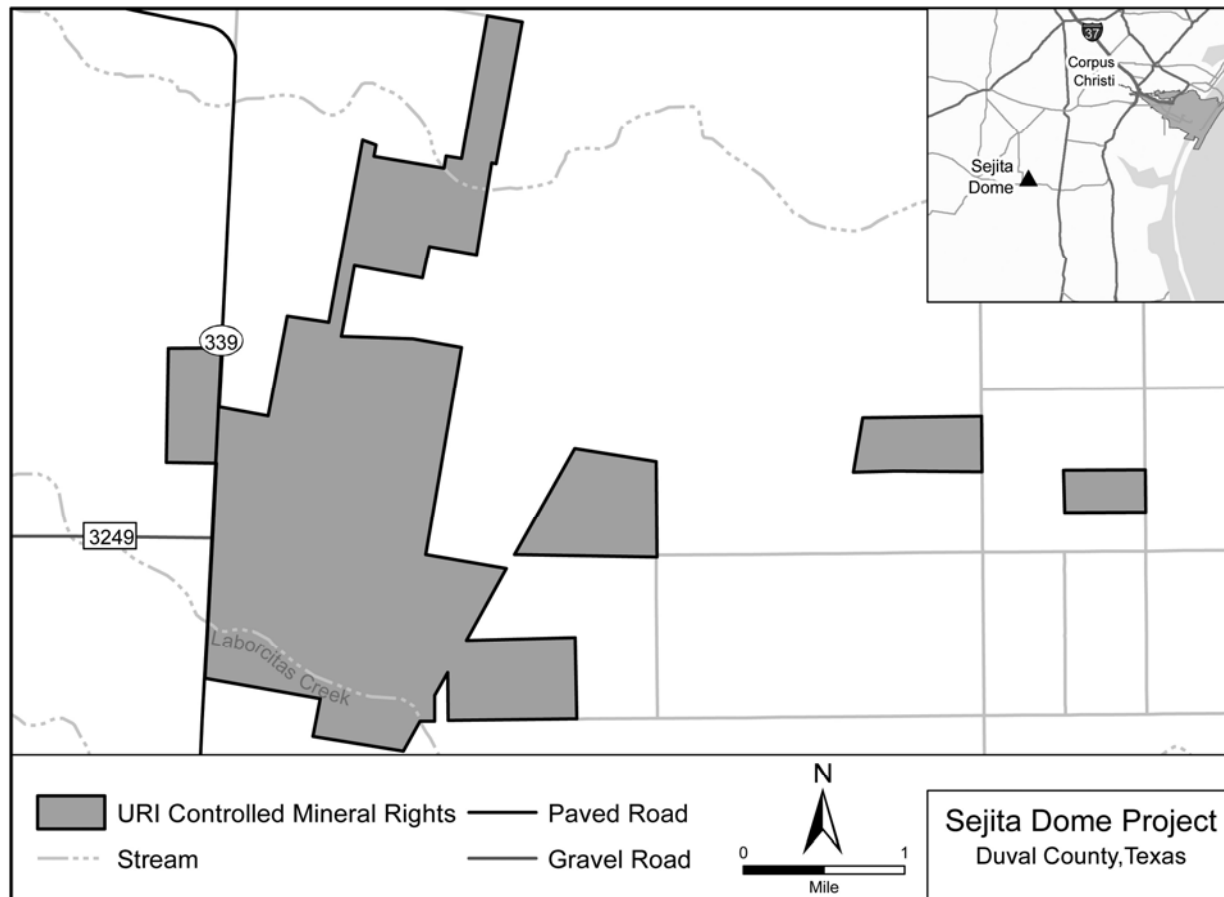 37
Corpus
Christi
Sejita
Dome
339
3249
Laborcitas Creek
URI Controlled Mineral Rights
Stream
Paved Road
Gravel Road
N
0 1
Mile
Sejita Dome Project
Duval County,Texas